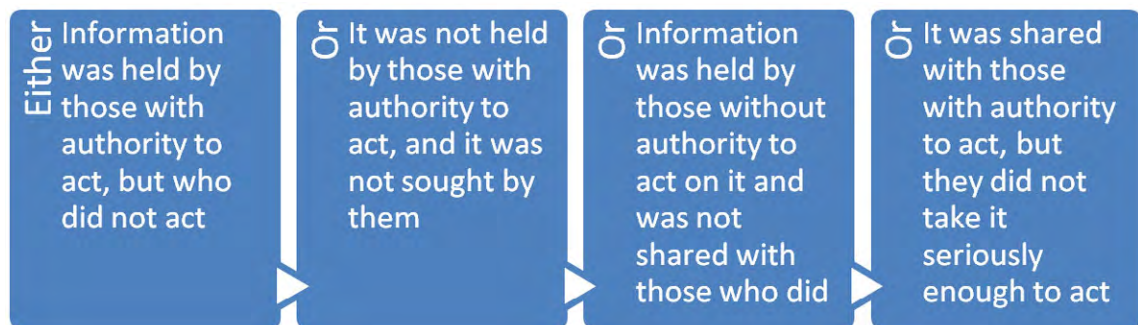 Either
Information
was held by
those with
authority to
act, but who
did not act
Or
It was not held
by those with
authority to
act, and it was
not sought by
them
Or
Information
was held by
those without
authority to
act on it and
was not
shared with
those who did
Or
It was shared
with those
with authority
to act, but
they did not
take it
seriously
enough to act